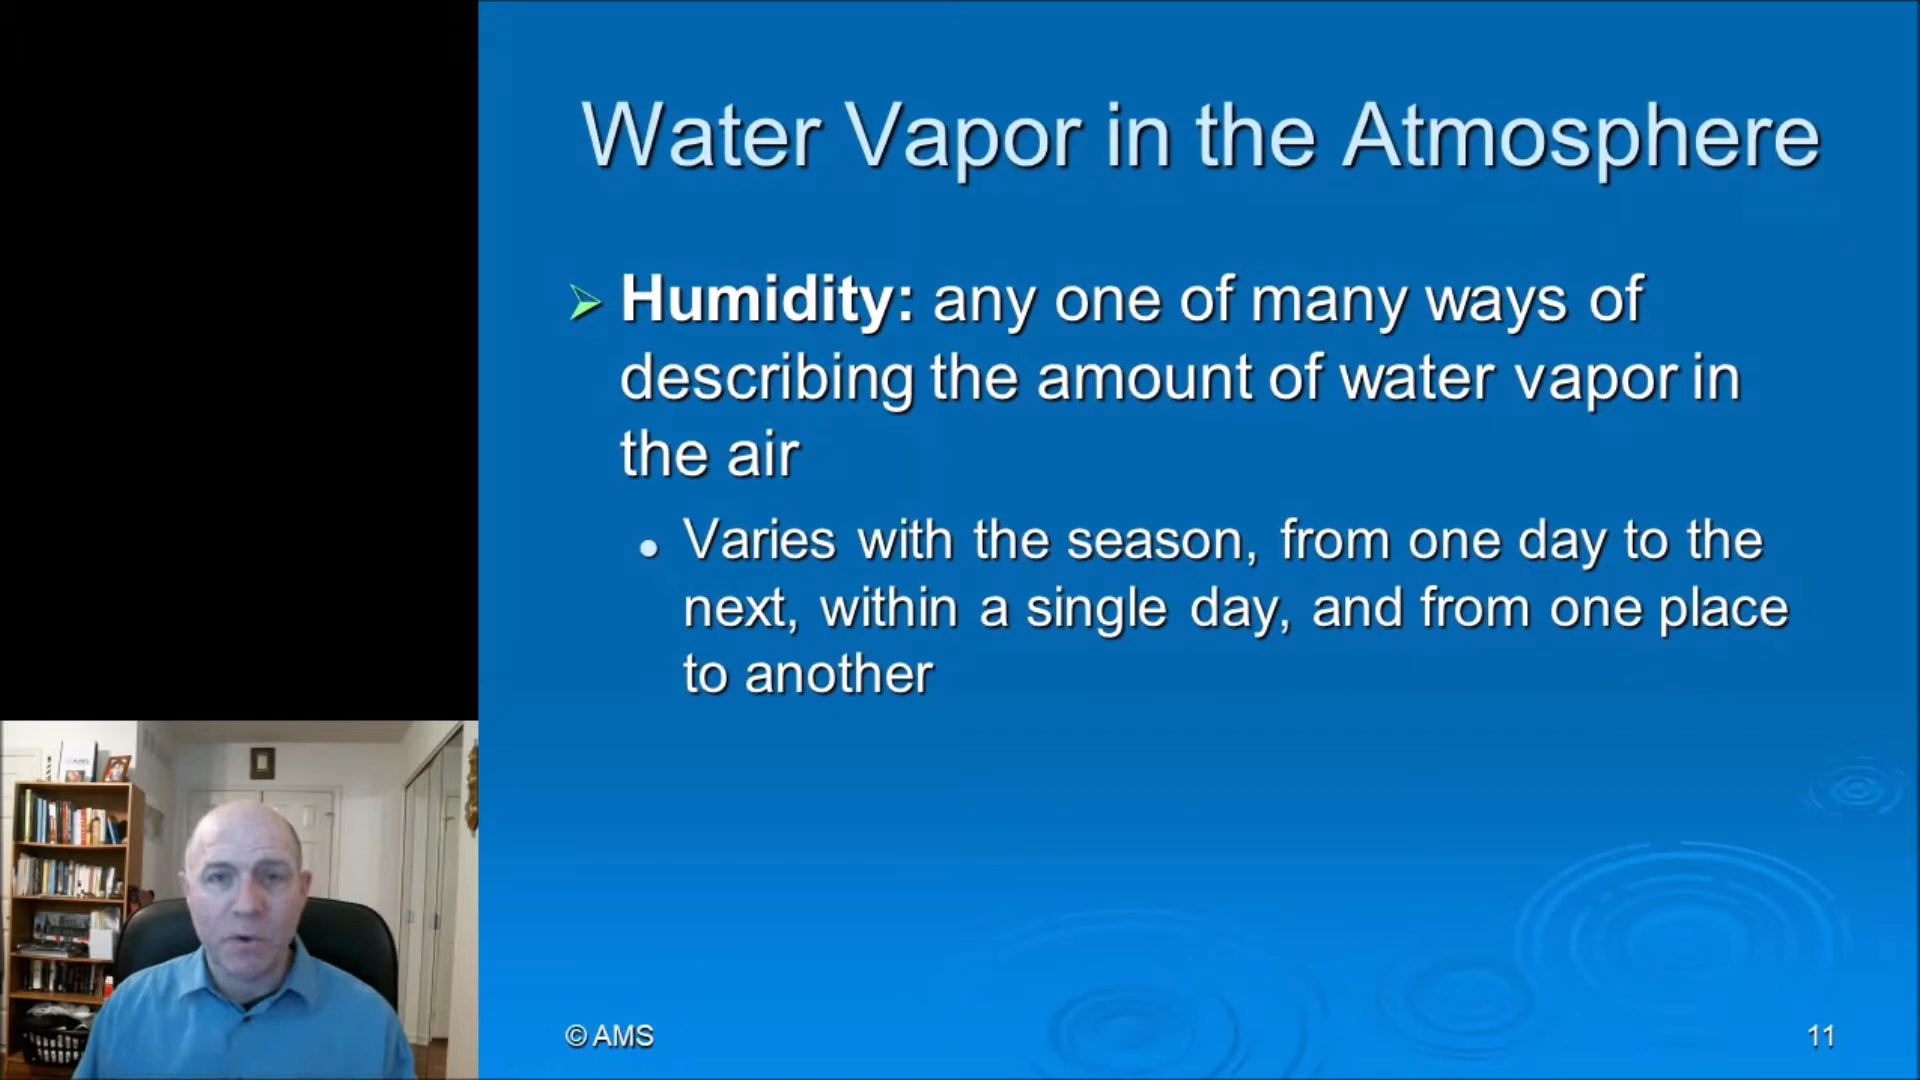 Water Vapor in the Atmosphere
➢ Humidity: any one of many ways of
describing the amount of water vapor in
the air
• Varies with the season, from one day to the
next, within a single day, and from one place
to another
© AMS
11